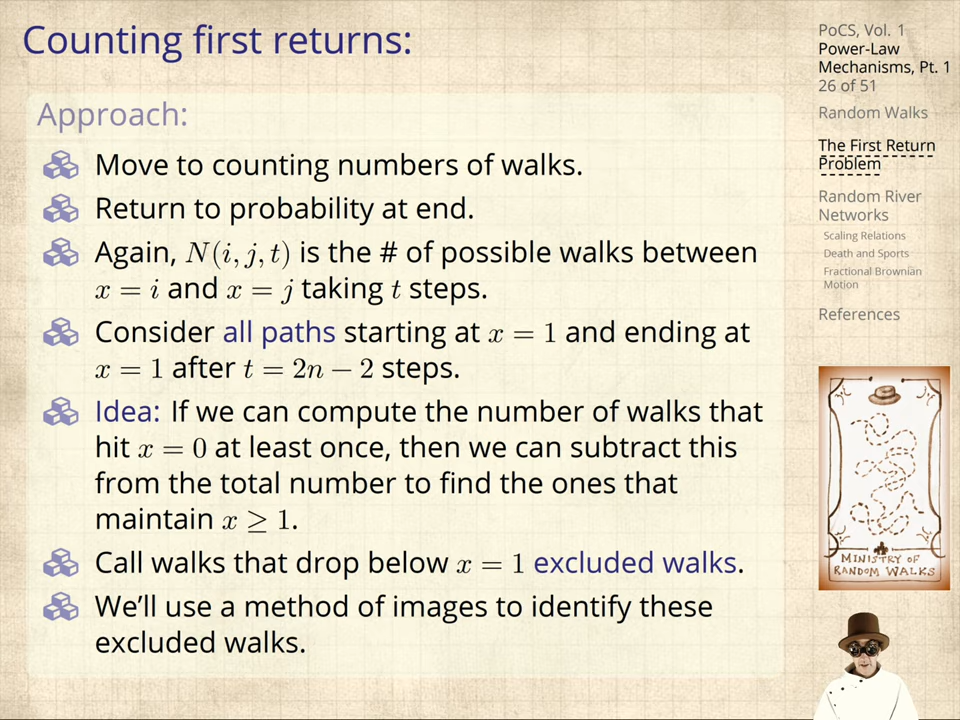 Counting first returns:
Approach:
Move to counting numbers of walks.
Return to probability at end.
Again, N(i, j, t) is the # of possible walks between
x = i and x = j taking t steps.
Consider all paths starting at x = 1 and ending at
x = 1 after t = 2n − 2 steps.
Idea: If we can compute the number of walks that
hit x = 0 at least once, then we can subtract this
from the total number to find the ones that
maintain x ≥ 1.
Call walks that drop below x = 1 excluded walks.
We’ll use a method of images to identify these
excluded walks.
PoCS, Vol. 1
Power-Law
Mechanisms, Pt. 1
26 of 51
Random Walks
The First Return
Problem
Random River
Networks
Scaling Relations
Death and Sports
Fractional Brownian
Motion
References
MINISTRY OF
RANDOM WALKS